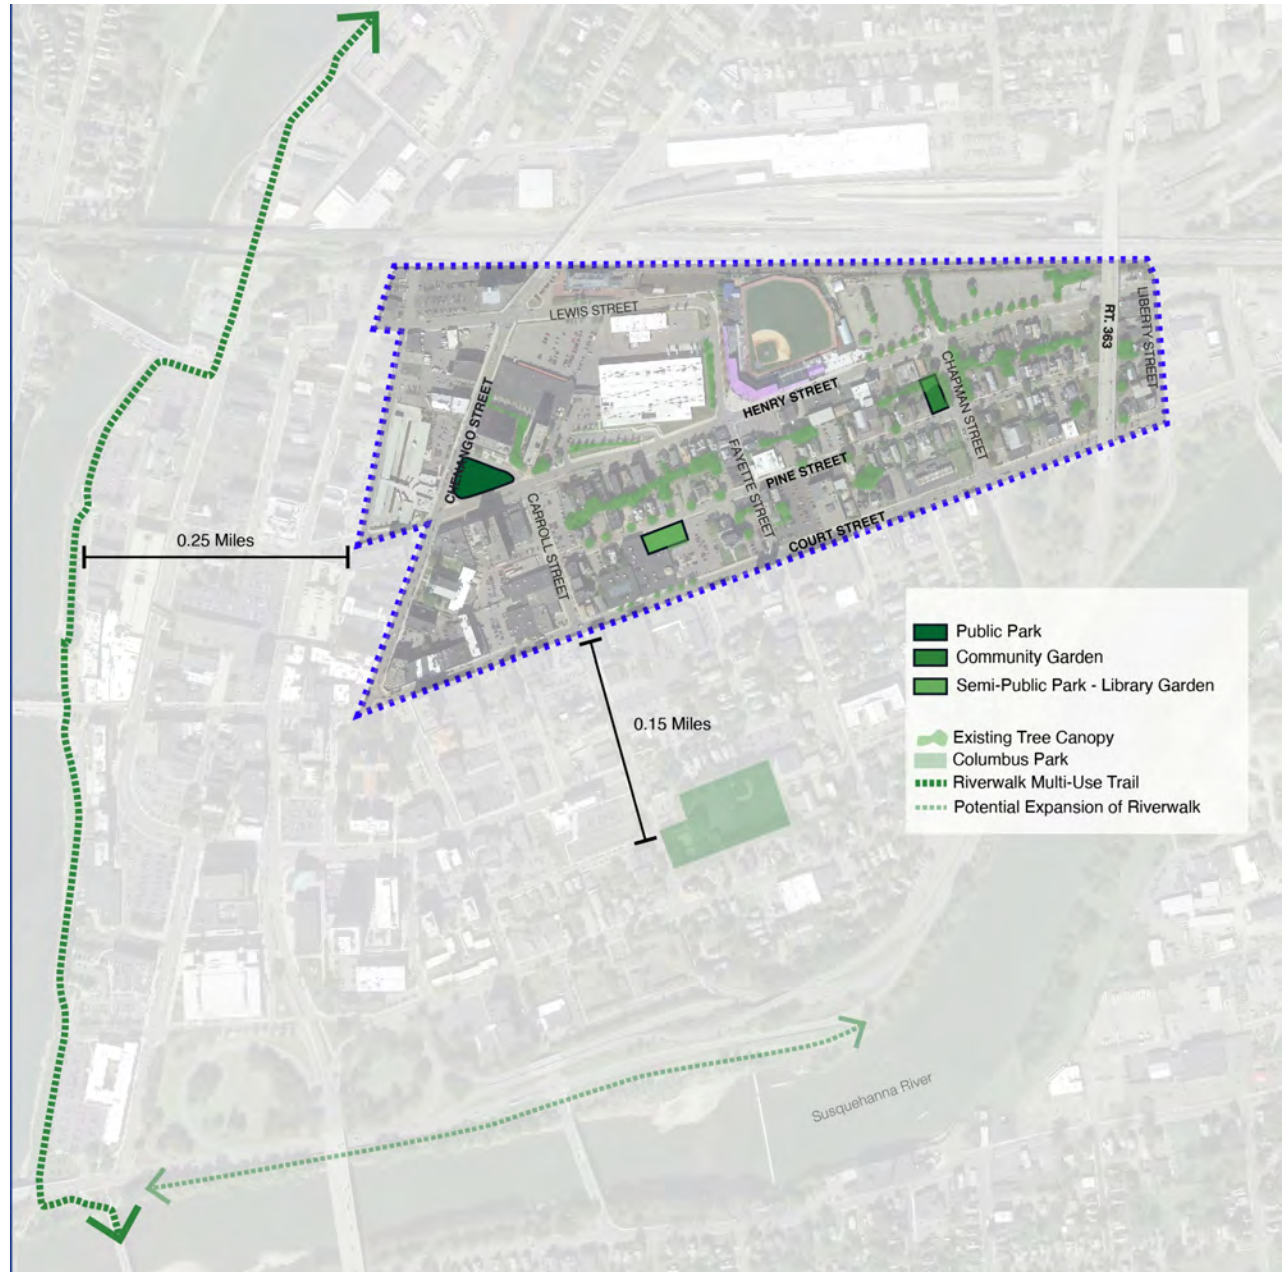 LEWIS STREET
RT. 363
LIBERTY STREET
CHENANGO STREET
HENRY STREET
CHAPMAN STREET
FAYETTE STREET
PINE STREET
CARROLL STREET
COURT STREET
0.25 Miles
0.15 Miles
Public Park
Community Garden
Semi-Public Park - Library Garden
Existing Tree Canopy
Columbus Park
Riverwalk Multi-Use Trail
Potential Expansion of Riverwalk
Susquehanna River